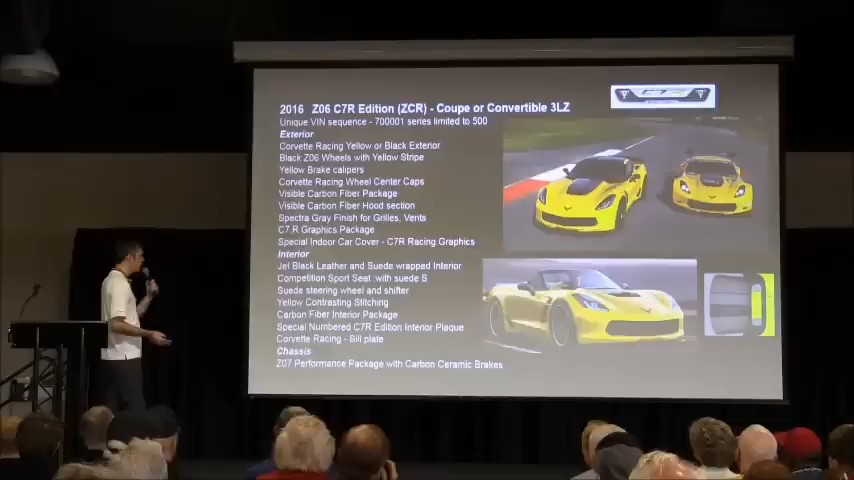 2016 Z06 C7R Edition (ZCR) - Coupe or Convertible 3LZ
Unique VIN sequence - 700001 series limited to 500
Exterior
Corvette Racing Yellow or Black Exterior
Black Z06 Wheels with Yellow Stripe
Yellow Brake calipers
Corvette Racing Wheel Center Caps
Visible Carbon Fiber Package
Visible Carbon Fiber Hood section
Spectra Gray Finish for Grilles, Vents
C7.R Graphics Package
Special Indoor Car Cover - C7R Racing Graphics
Interior
Jet Black Leather and Suede wrapped Interior
Competition Sport Seat with suede S
Suede steering wheel and shifter
Yellow Contrasting Stitching
Carbon Fiber Interior Package
Special Numbered C7R Edition Interior Plaque
Corvette Racing - Sill plate
Chassis
Z07 Performance Package with Carbon Ceramic Brakes